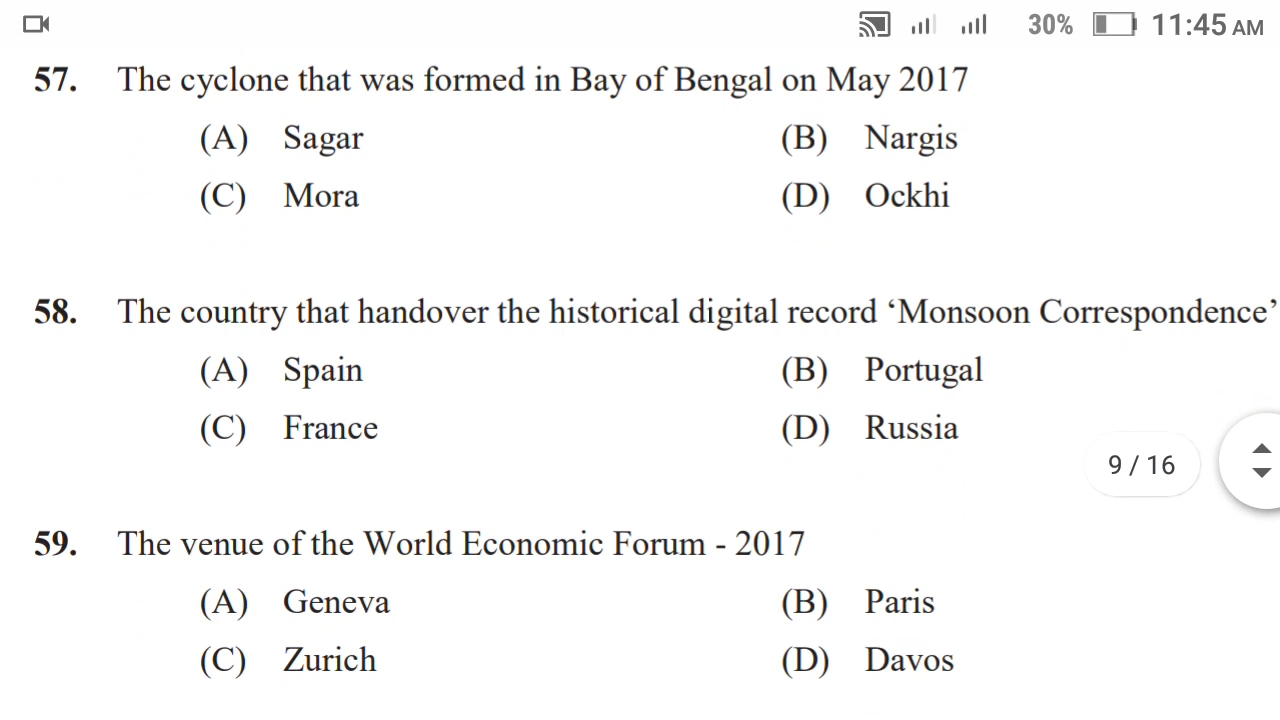 30% 11:45 AM
57. The cyclone that was formed in Bay of Bengal on May 2017
(A) Sagar (B) Nargis
(C) Mora (D) Ockhi
58. The country that handover the historical digital record ‘Monsoon Correspondence’
(A) Spain (B) Portugal
(C) France (D) Russia
9 / 16
59. The venue of the World Economic Forum - 2017
(A) Geneva (B) Paris
(C) Zurich (D) Davos